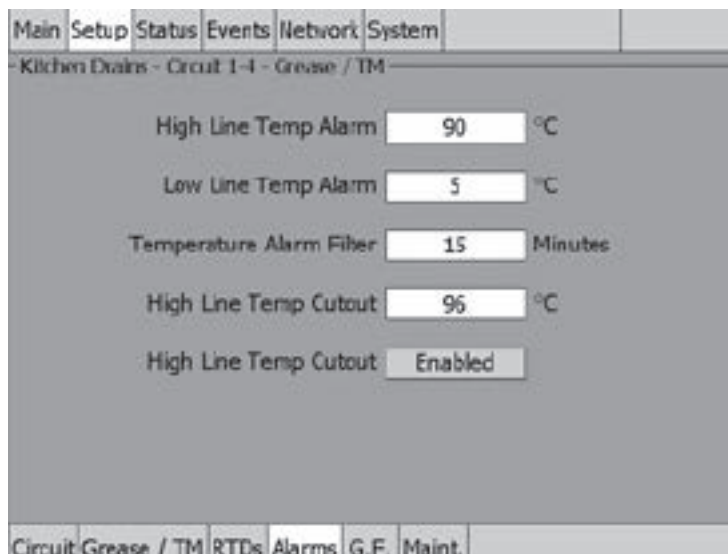 Main Setup Status Events Network System
Kitchen Drains - Circuit 1-4 - Grease / TM
High Line Temp Alarm 90 °C
Low Line Temp Alarm 5 °C
Temperature Alarm Filter 15 Minutes
High Line Temp Cutout 96 °C
High Line Temp Cutout Enabled
Circuit Grease / TM RTDs Alarms G.F. Maint.